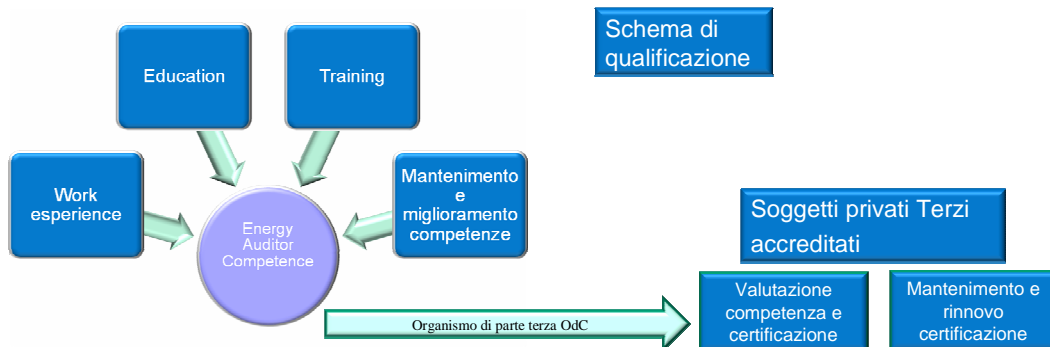 Schema di
qualificazione
Education
Training
Work
esperience
Mantenimento
e
miglioramento
competenze
Energy
Auditor
Competence
Soggetti privati Terzi
accreditati
Organismo di parte terza OdC
Valutazione
competenza e
certificazione
Mantenimento e
rinnovo
certificazione